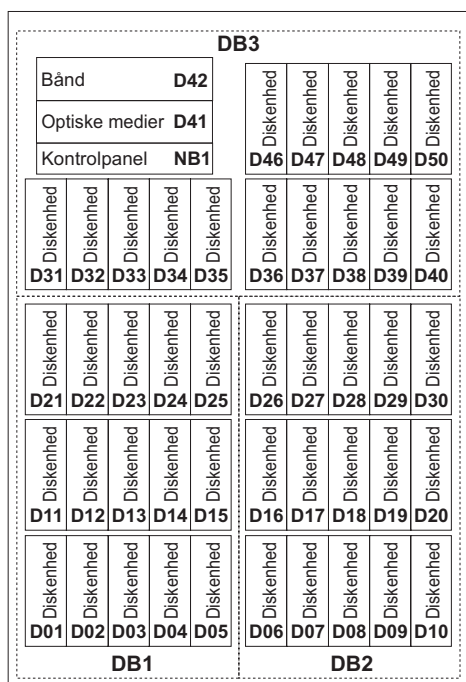 DB3
Bånd D42
Optiske medier D41
Kontrolpanel NB1
Diskenhed Diskenhed Diskenhed Diskenhed Diskenhed
D46 D47 D48 D49 D50
Diskenhed Diskenhed Diskenhed Diskenhed Diskenhed Diskenhed Diskenhed Diskenhed Diskenhed Diskenhed
D31 D32 D33 D34 D35 D36 D37 D38 D39 D40
Diskenhed Diskenhed Diskenhed Diskenhed Diskenhed Diskenhed Diskenhed Diskenhed Diskenhed Diskenhed
D21 D22 D23 D24 D25 D26 D27 D28 D29 D30
Diskenhed Diskenhed Diskenhed Diskenhed Diskenhed Diskenhed Diskenhed Diskenhed Diskenhed Diskenhed
D11 D12 D13 D14 D15 D16 D17 D18 D19 D20
Diskenhed Diskenhed Diskenhed Diskenhed Diskenhed Diskenhed Diskenhed Diskenhed Diskenhed Diskenhed
D01 D02 D03 D04 D05 D06 D07 D08 D09 D10
DB1 DB2